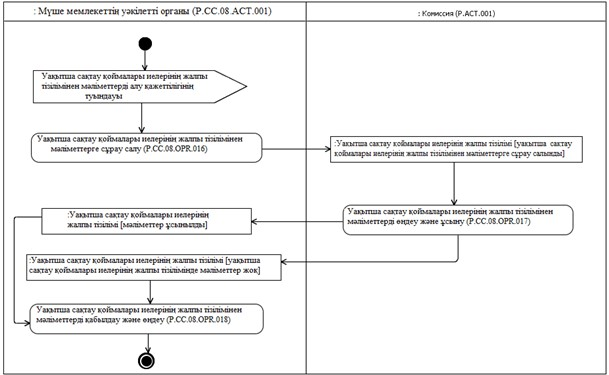 : Мүше мемлекеттің уәкілетті органы (P.CC.08.ACT.001)
: Комиссия (P.ACT.001)
Уақытша сақтау қоймалары иелерінің жалпы
тізілімінен мәліметтерді алу қажеттілігінің
туындауы
Уақытша сақтау қоймалары иелерінің жалпы тізілімінен
мәліметтерге сұрау салу (P.CC.08.OPR.016)
:Уақытша сақтау қоймалары иелерінің жалпы тізілімі [уақытша сақтау
қоймалары иелерінің жалпы тізілімінен мәліметтерге сұрау салынды]
Уақытша сақтау қоймалары иелерінің жалпы тізілімінен
мәліметтерді өңдеу және ұсыну (P.CC.08.OPR.017)
:Уақытша сақтау қоймалары иелерінің
жалпы тізілімі [мәліметтер ұсынылды]
:Уақытша сақтау қоймалары иелерінің жалпы тізілімі [уақытша
сақтау қоймалары иелерінің жалпы тізілімінде мәліметтер жоқ]
Уақытша сақтау қоймалары иелерінің жалпы тізілімінен
мәліметтерді қабылдау және өңдеу (P.CC.08.OPR.018)